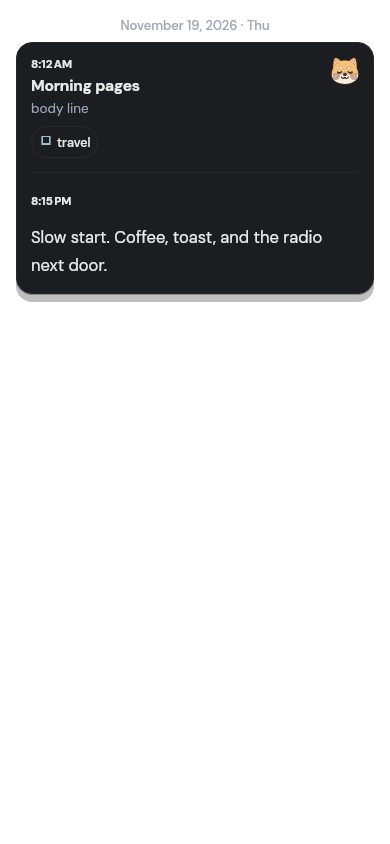 November 19, 2026 · Thu
8:12 AM
Morning pages
body line
travel
8:15 PM
Slow start. Coffee, toast, and the radio
next door.